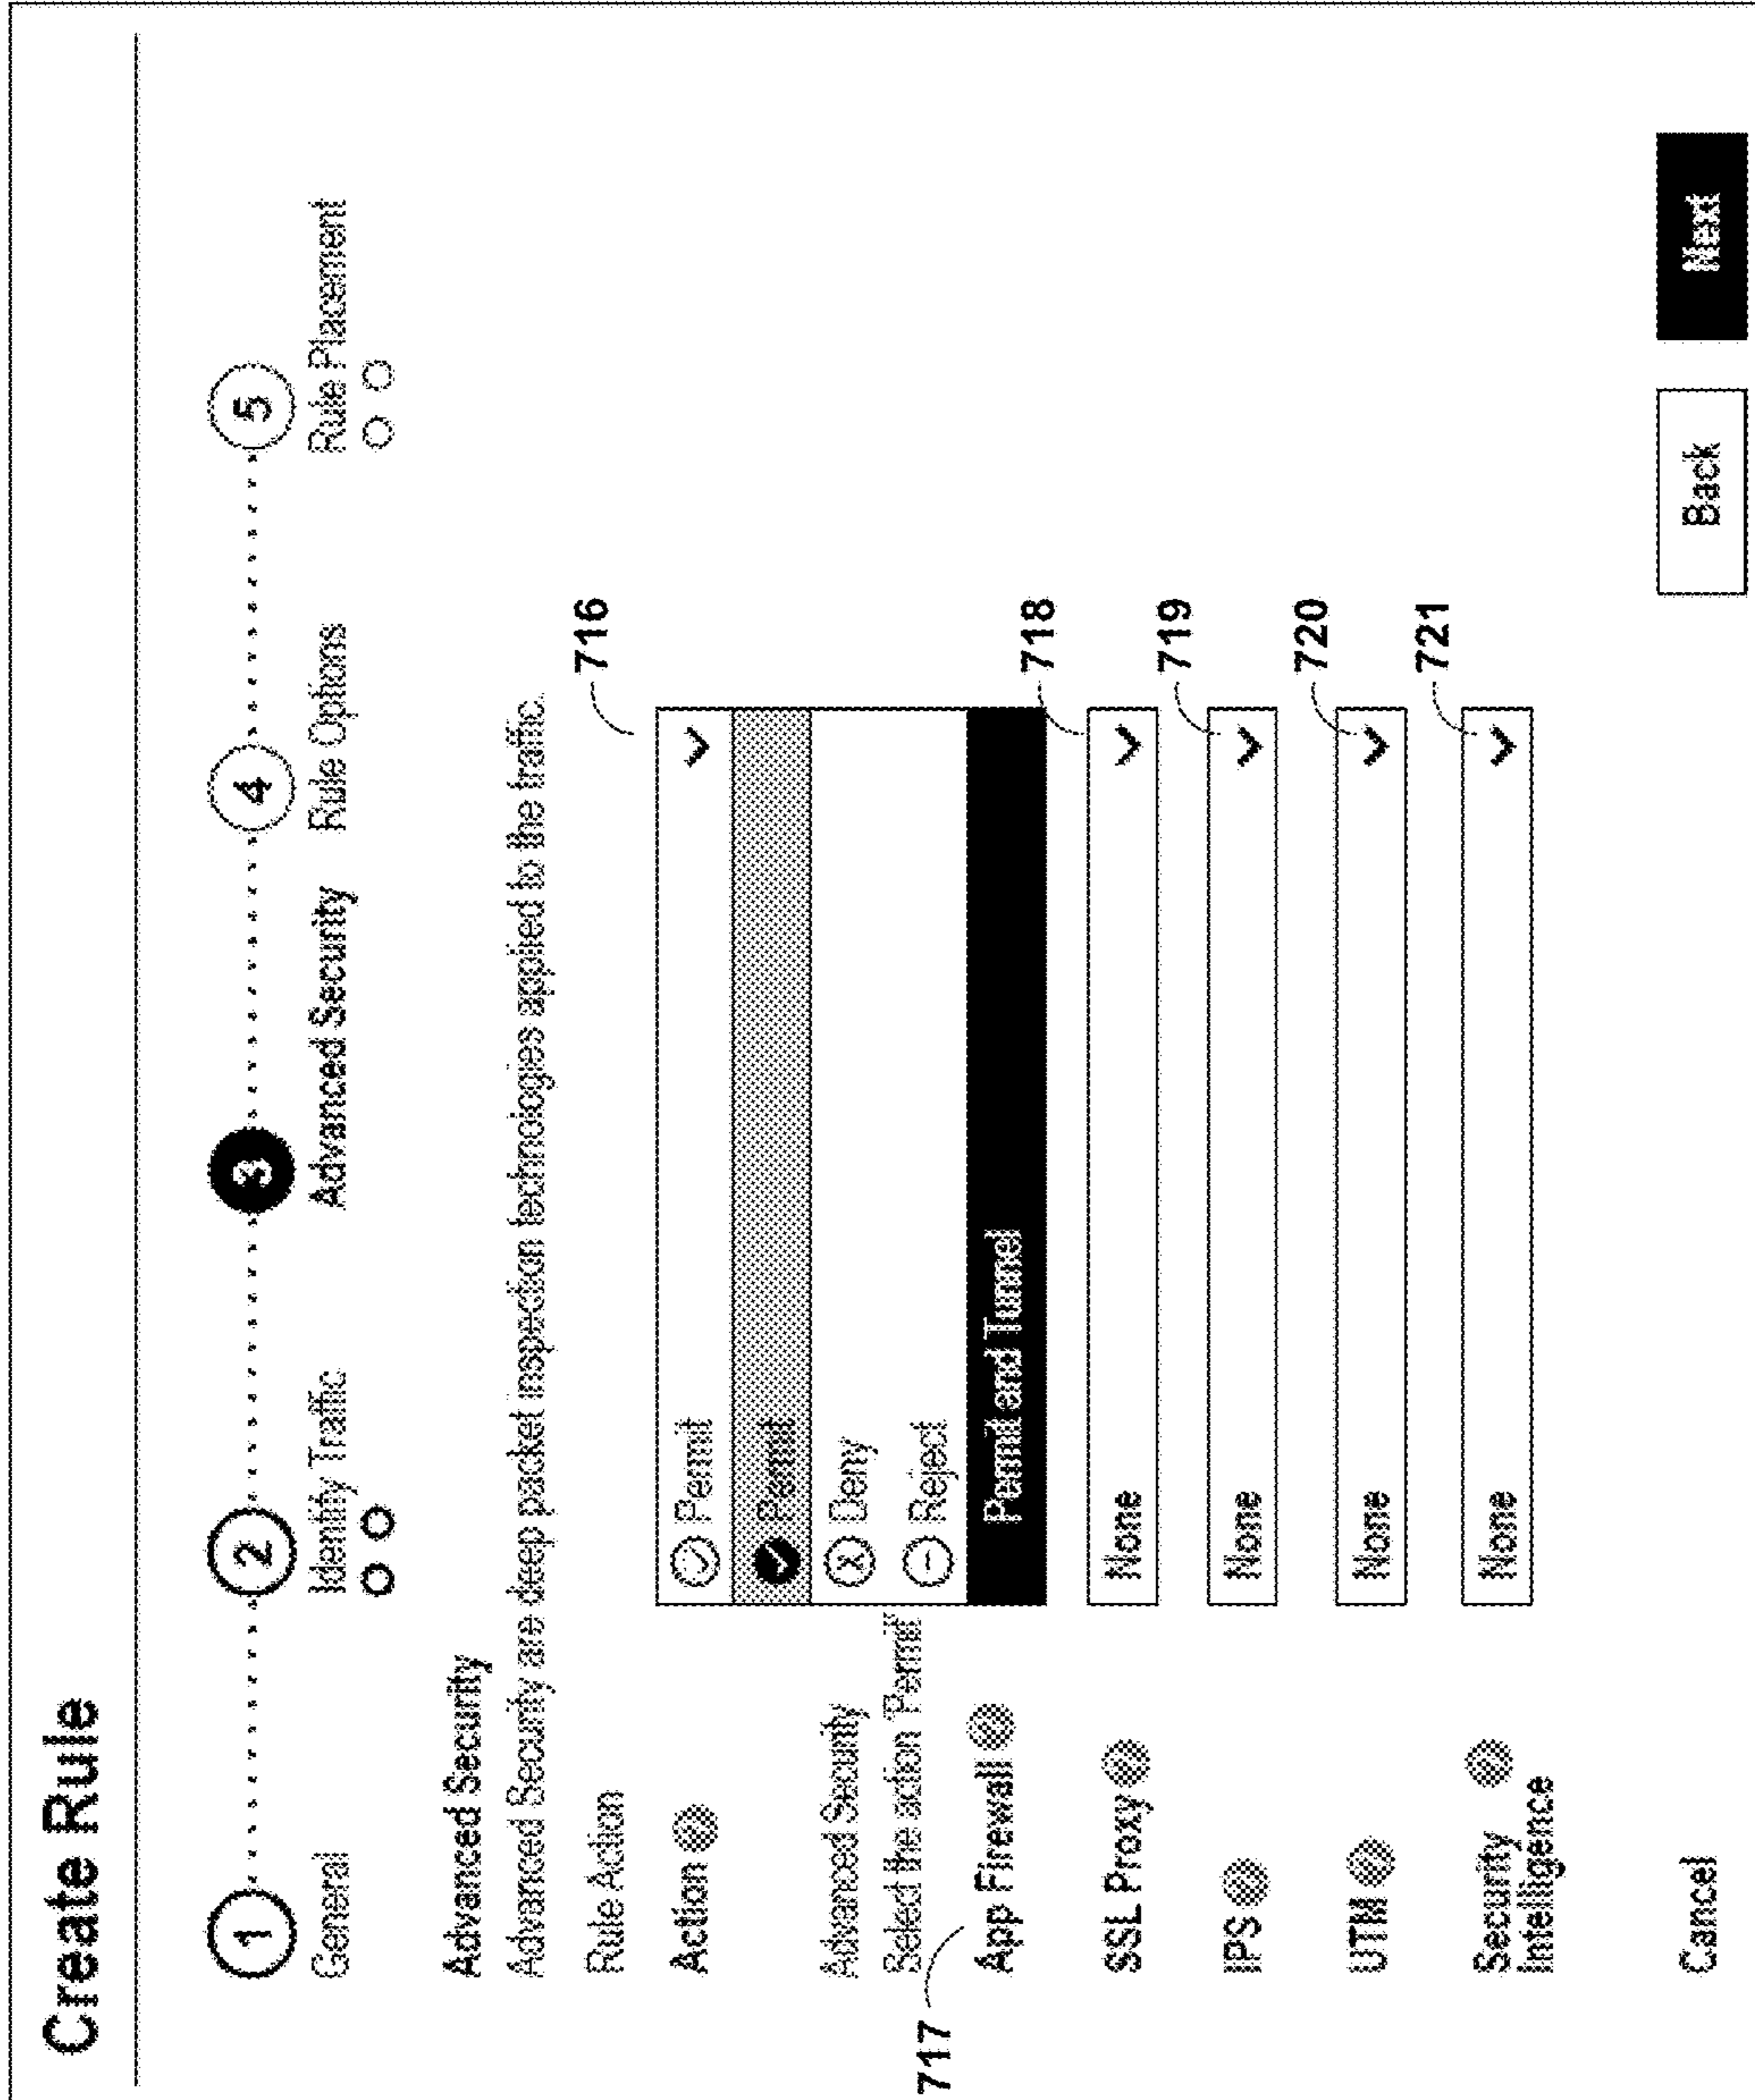 Create Rule
1 2 3 4 5
General Identify Traffic Advanced Security Rule Options Rule Placement
Advanced Security
Advanced Security are deep packet inspection technologies applied to the traffic.
Rule Action
716
Action Permit
Permit
Advanced Security Deny
Select the action 'Permit' Reject
717
App Firewall Permit end Tunnel
718
SSL Proxy None
719
IPS None
720
UTM None
721
Security None
Intelligence
Cancel Back Next